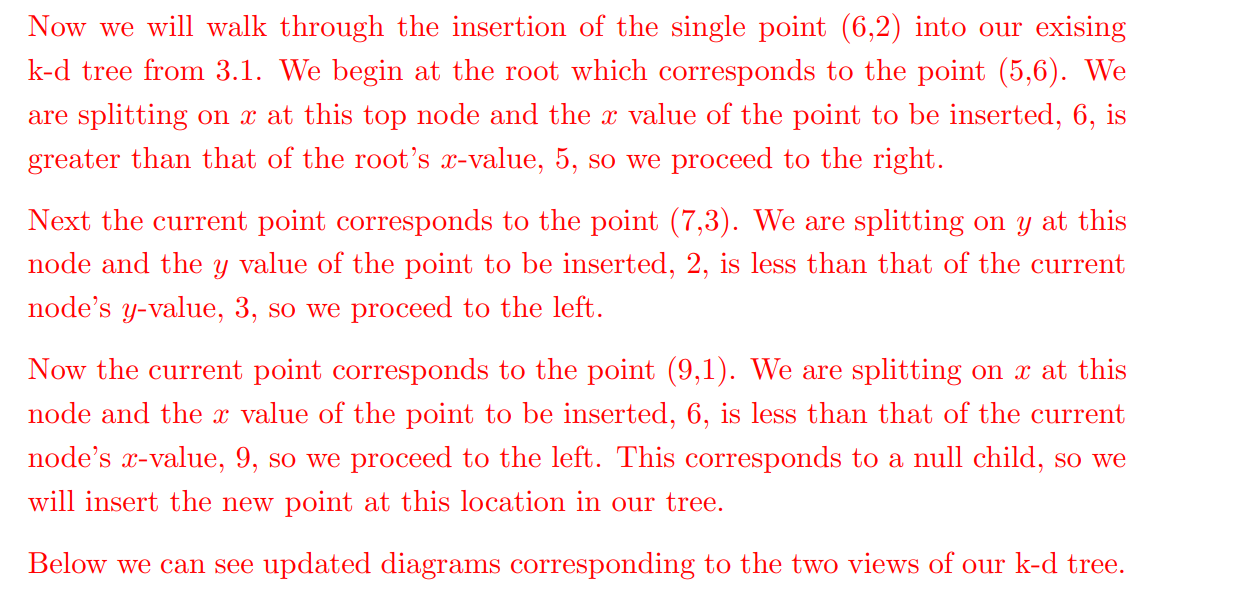 Now we will walk through the insertion of the single point (6,2) into our exising
k-d tree from 3.1. We begin at the root which corresponds to the point (5,6). We
are splitting on x at this top node and the x value of the point to be inserted, 6, is
greater than that of the root's x-value, 5, so we proceed to the right.
Next the current point corresponds to the point (7,3). We are splitting on y at this
node and the y value of the point to be inserted, 2, is less than that of the current
node's y-value, 3, so we proceed to the left.
Now the current point corresponds to the point (9,1). We are splitting on x at this
node and the x value of the point to be inserted, 6, is less than that of the current
node's x-value, 9, so we proceed to the left. This corresponds to a null child, so we
will insert the new point at this location in our tree.
Below we can see updated diagrams corresponding to the two views of our k-d tree.